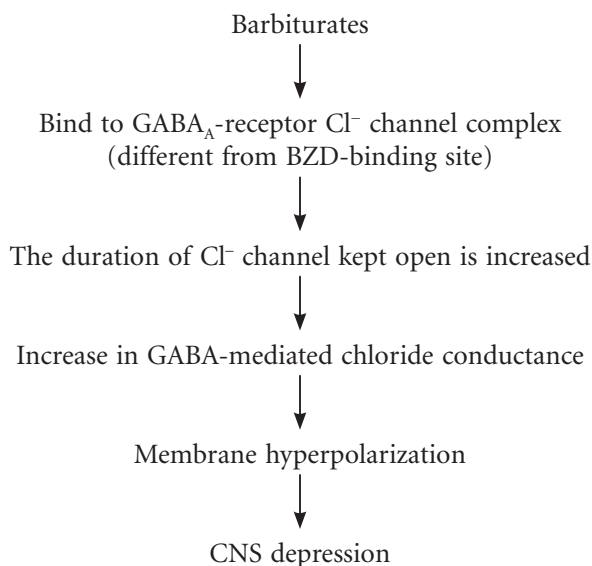 Barbiturates
Bind to GABA_A-receptor Cl⁻ channel complex
(different from BZD-binding site)
The duration of Cl⁻ channel kept open is increased
Increase in GABA-mediated chloride conductance
Membrane hyperpolarization
CNS depression